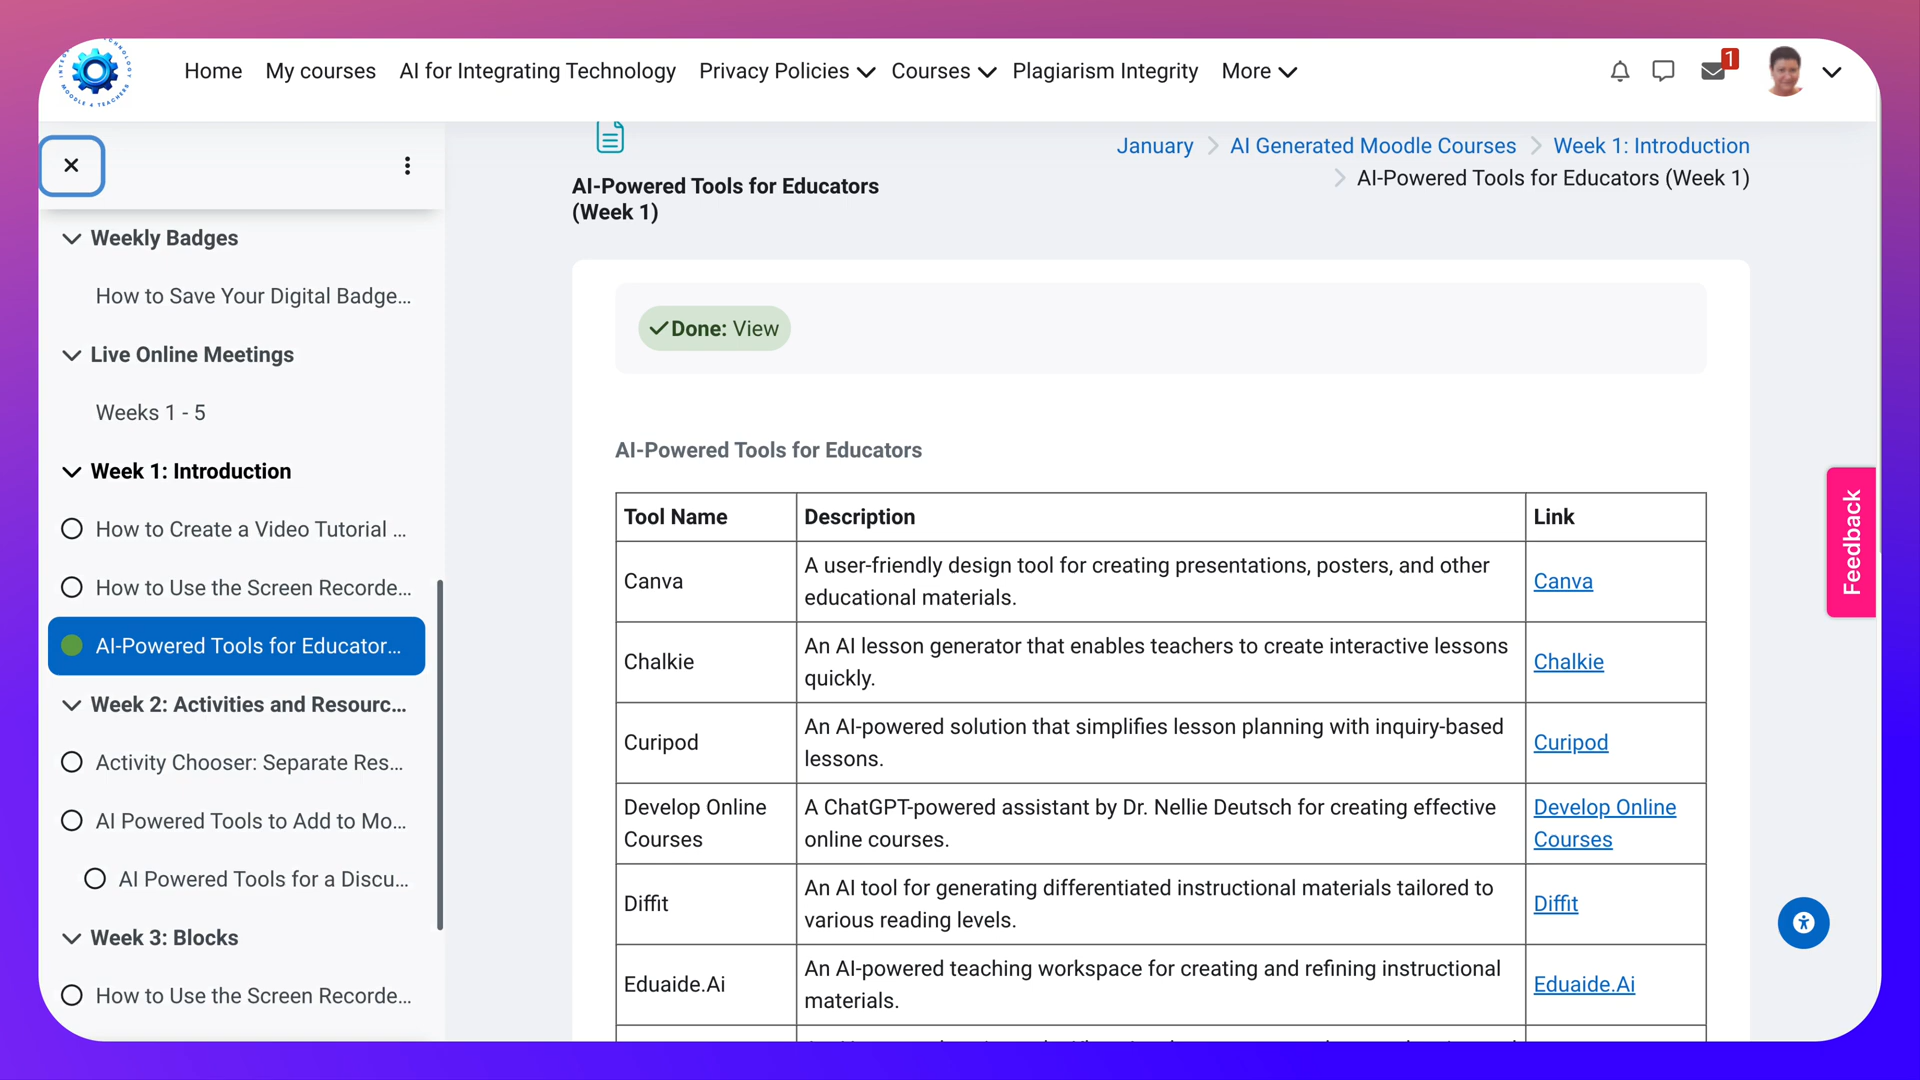 Home My courses AI for Integrating Technology Privacy Policies Courses Plagiarism Integrity More
1
MOODLE 4 TEACHERS
January AI Generated Moodle Courses Week 1: Introduction
AI-Powered Tools for Educators (Week 1)
AI-Powered Tools for Educators
(Week 1)
Weekly Badges
How to Save Your Digital Badge...
Live Online Meetings
Weeks 1 - 5
Week 1: Introduction
How to Create a Video Tutorial ...
How to Use the Screen Recorde...
AI-Powered Tools for Educator...
Week 2: Activities and Resourc...
Activity Chooser: Separate Res...
AI Powered Tools to Add to Mo...
AI Powered Tools for a Discu...
Week 3: Blocks
How to Use the Screen Recorde...
Done: View
AI-Powered Tools for Educators
Tool Name Description Link
Canva
A user-friendly design tool for creating presentations, posters, and other
educational materials.
Canva
Chalkie
An AI lesson generator that enables teachers to create interactive lessons
quickly.
Chalkie
Curipod
An AI-powered solution that simplifies lesson planning with inquiry-based
lessons.
Curipod
Develop Online
Courses
A ChatGPT-powered assistant by Dr. Nellie Deutsch for creating effective
online courses.
Develop Online
Courses
Diffit
An AI tool for generating differentiated instructional materials tailored to
various reading levels.
Diffit
Eduaide.Ai
An AI-powered teaching workspace for creating and refining instructional
materials.
Eduaide.Ai
Feedback